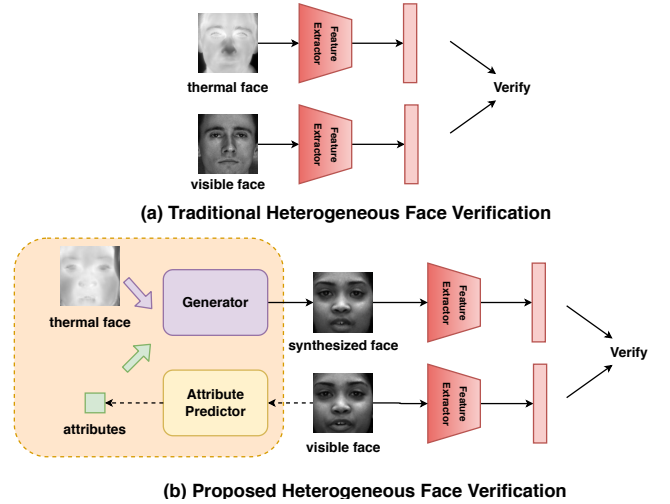 thermal face
Feature
Extractor
Verify
visible face
Feature
Extractor
(a) Traditional Heterogeneous Face Verification
thermal face
Generator
synthesized face
Feature
Extractor
Verify
attributes
Attribute
Predictor
visible face
Feature
Extractor
(b) Proposed Heterogeneous Face Verification